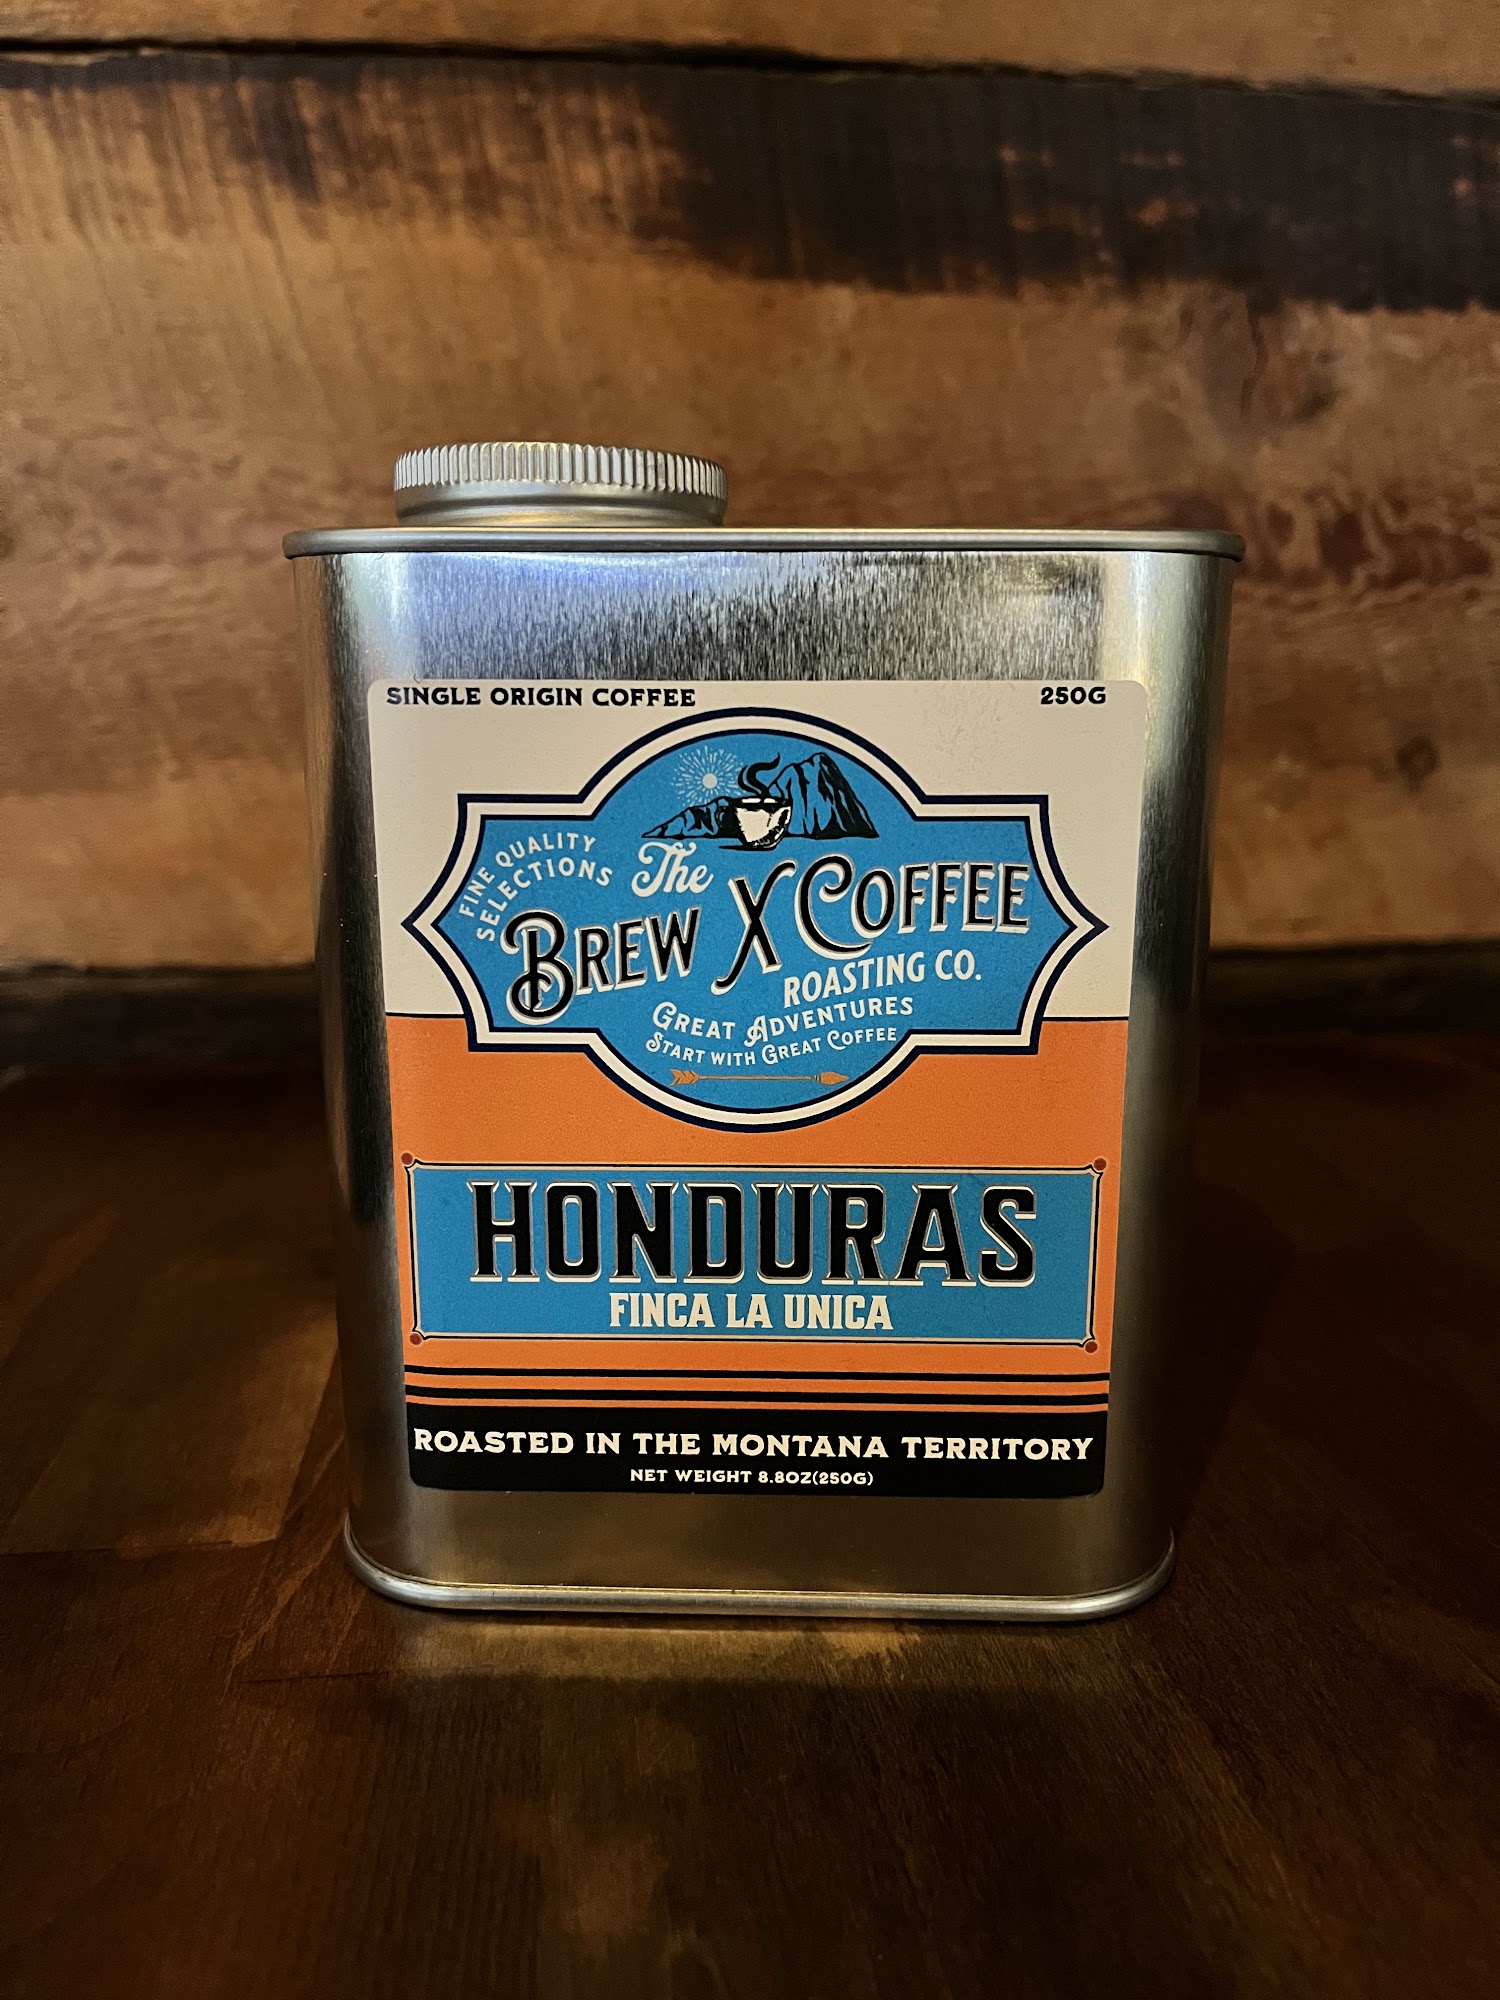 SINGLE ORIGIN COFFEE 250G
FINE QUALITY
SELECTIONS
The
BREW X COFFEE
ROASTING CO.
GREAT ADVENTURES
START WITH GREAT COFFEE
HONDURAS
FINCA LA UNICA
ROASTED IN THE MONTANA TERRITORY
NET WEIGHT 8.8OZ(250G)